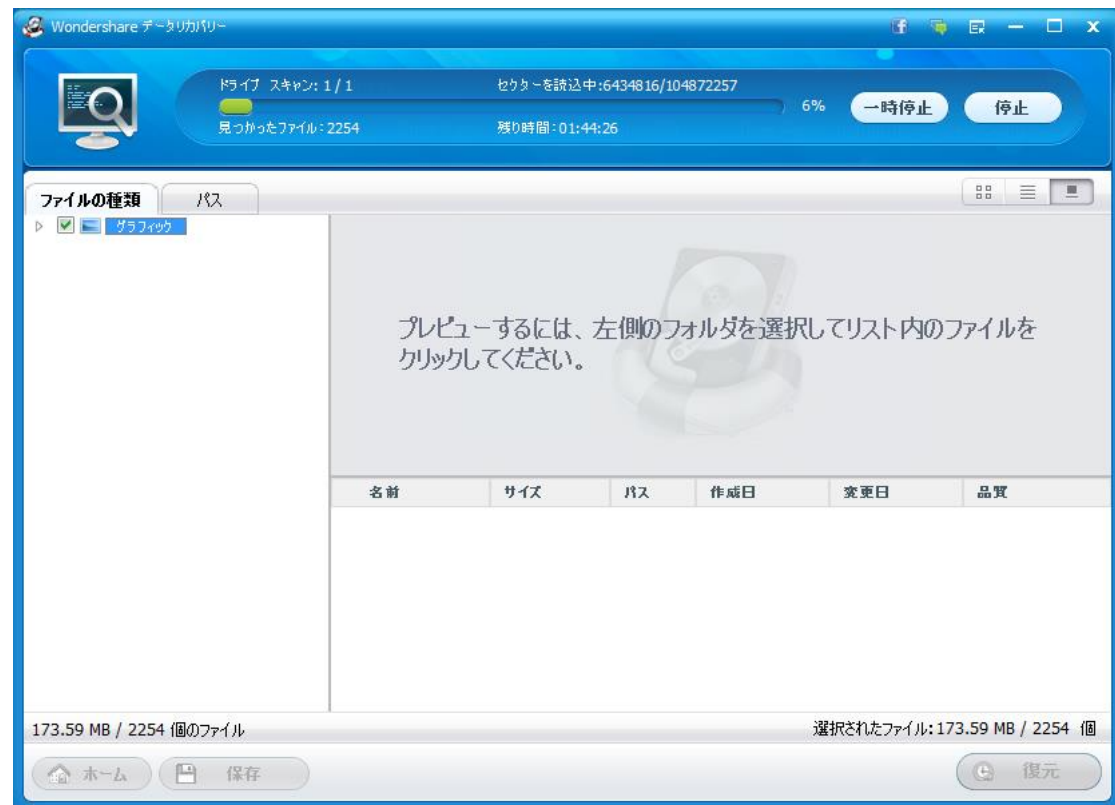 Wondershare データリカバリー
ドライブ スキャン: 1 / 1
セクターを読込中:6434816/104872257
6%
一時停止
停止
見つかったファイル: 2254
残り時間: 01:44:26
ファイルの種類
パス
グラフィック
プレビューするには、左側のフォルダを選択してリスト内のファイルを
クリックしてください。
名前 サイズ パス 作成日 変更日 品質
173.59 MB / 2254 個のファイル
選択されたファイル: 173.59 MB / 2254 個
ホーム
保存
復元